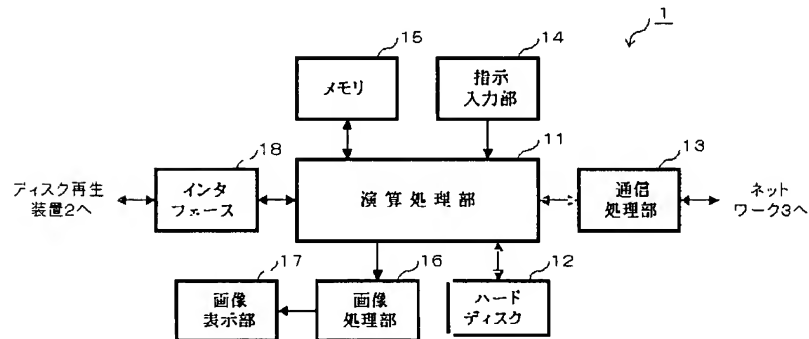 1
15
14
メモリ
指示
入力部
11
18
13
ディスク再生
装置2へ
インタ
フェース
演算処理部
通信
処理部
ネット
ワーク3へ
17
16
12
画像
表示部
画像
処理部
ハード
ディスク